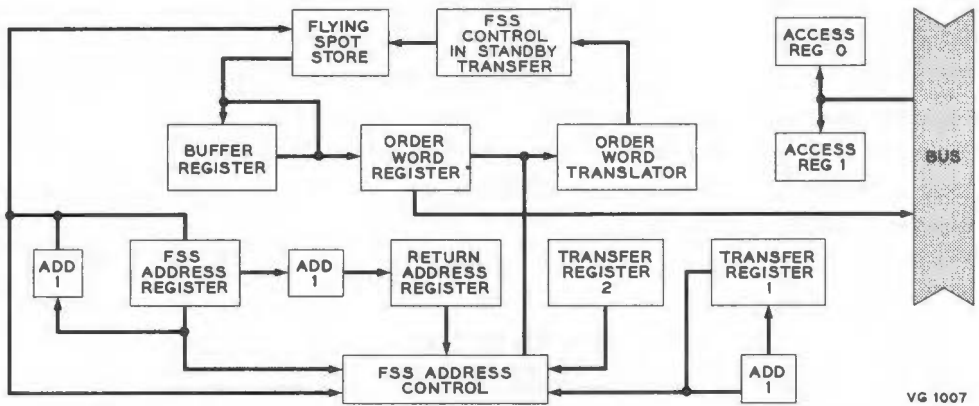 FLYING
SPOT
STORE
FSS
CONTROL
IN STANDBY
TRANSFER
ACCESS
REG 0
BUFFER
REGISTER
ORDER
WORD
REGISTER
ORDER
WORD
TRANSLATOR
ACCESS
REG 1
BUS
ADD
1
FSS
ADDRESS
REGISTER
ADD
1
RETURN
ADDRESS
REGISTER
TRANSFER
REGISTER
2
TRANSFER
REGISTER
1
FSS ADDRESS
CONTROL
ADD
1
VG 1007